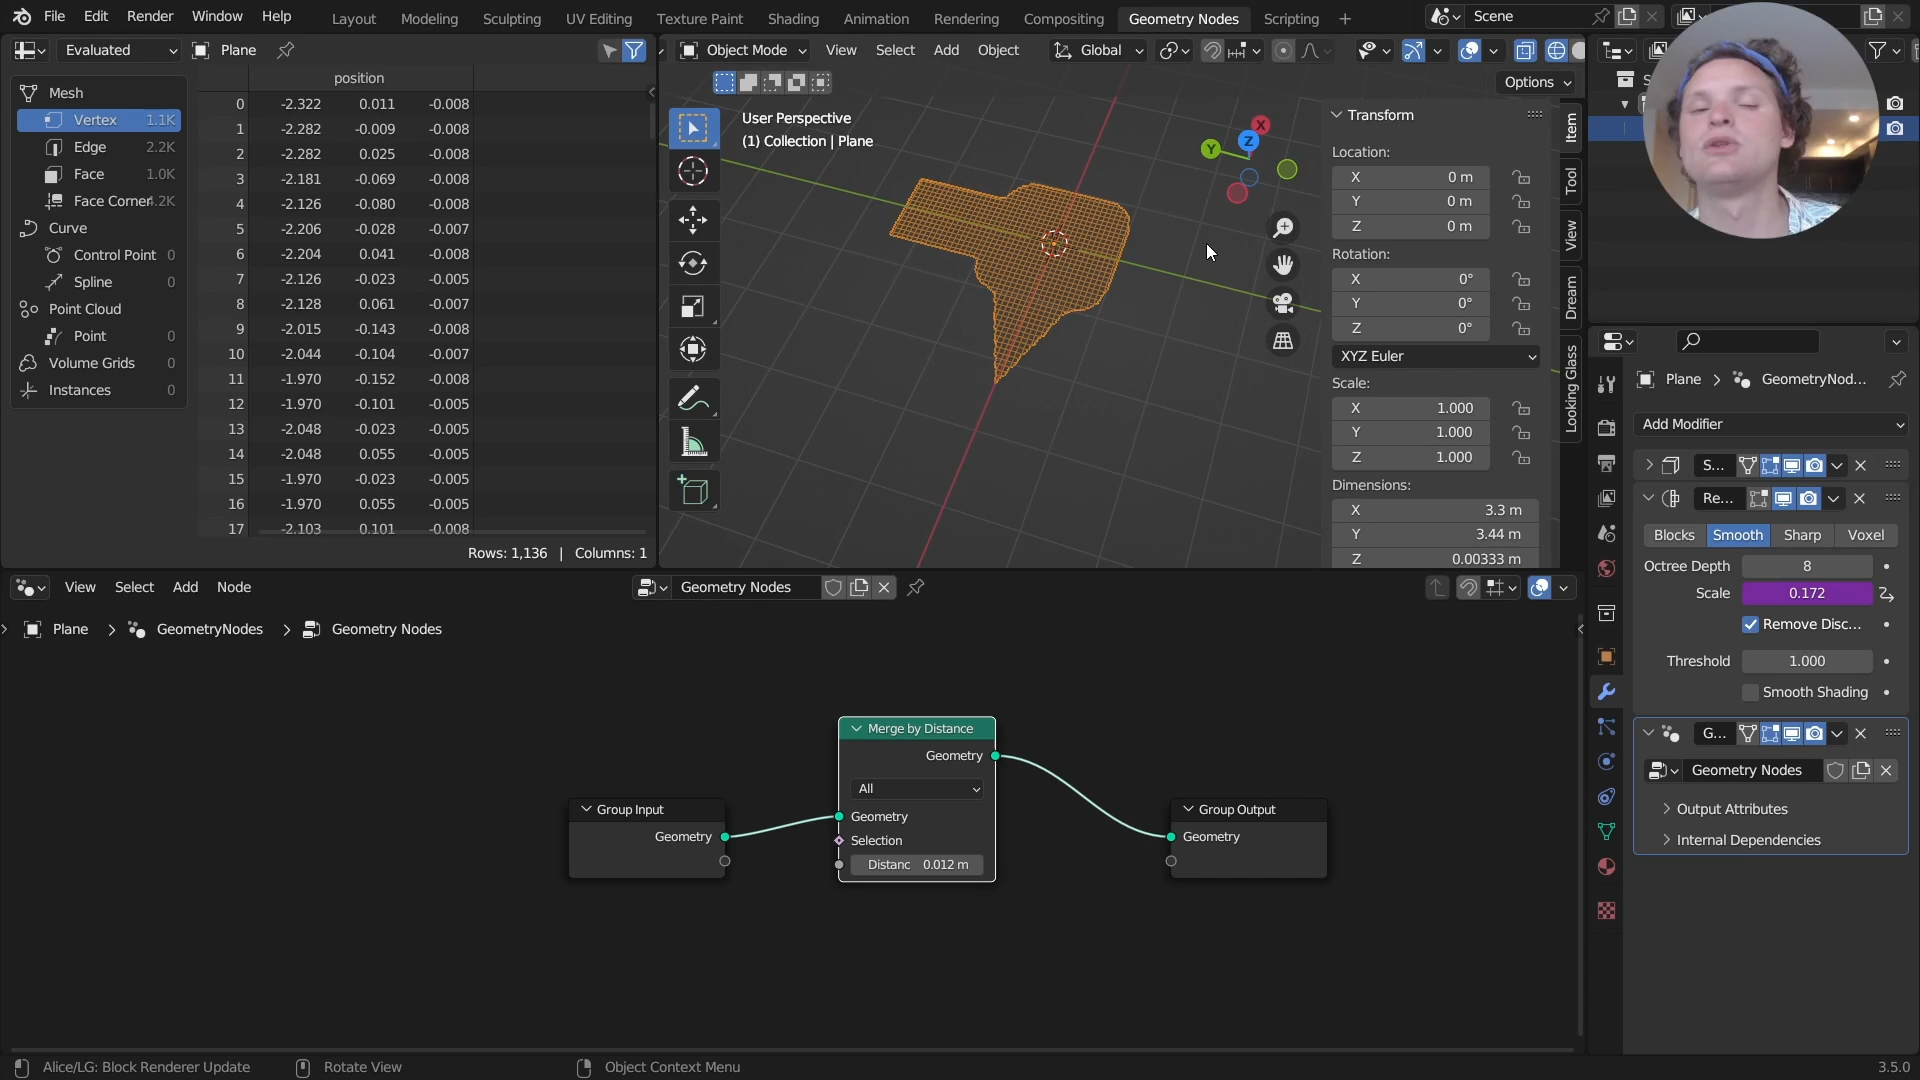 File Edit Render Window Help
Layout Modeling Sculpting UV Editing Texture Paint Shading Animation Rendering Compositing Geometry Nodes Scripting +
Scene
Evaluated
Plane
position
Mesh
Vertex 1.1K
Edge 2.2K
Face 1.0K
Face Corner 4.2K
Curve
Control Point 0
Spline 0
Point Cloud
Point 0
Volume Grids 0
Instances 0
0 -2.322 0.011 -0.008
1 -2.282 -0.009 -0.008
2 -2.282 0.025 -0.008
3 -2.181 -0.069 -0.008
4 -2.126 -0.080 -0.008
5 -2.206 -0.028 -0.007
6 -2.204 0.041 -0.008
7 -2.126 -0.023 -0.005
8 -2.128 0.061 -0.007
9 -2.015 -0.143 -0.008
10 -2.044 -0.104 -0.007
11 -1.970 -0.152 -0.008
12 -1.970 -0.101 -0.005
13 -2.048 -0.023 -0.005
14 -2.048 0.055 -0.005
15 -1.970 -0.023 -0.005
16 -1.970 0.055 -0.005
17 -2.103 0.101 -0.008
Rows: 1,136 | Columns: 1
Object Mode View Select Add Object Global
Options
User Perspective
(1) Collection | Plane
X
Y
Z
Transform
Location:
X 0 m
Y 0 m
Z 0 m
Rotation:
X 0°
Y 0°
Z 0°
XYZ Euler
Scale:
X 1.000
Y 1.000
Z 1.000
Dimensions:
X 3.3 m
Y 3.44 m
Z 0.00333 m
Item
Tool
View
Dream
Looking Glass
Plane > GeometryNod...
Add Modifier
S...
Re...
Blocks Smooth Sharp Voxel
Octree Depth 8
Scale 0.172
Remove Disc...
Threshold 1.000
Smooth Shading
G...
Geometry Nodes
Output Attributes
Internal Dependencies
View Select Add Node
Geometry Nodes
Plane > GeometryNodes > Geometry Nodes
Group Input
Geometry
Merge by Distance
Geometry
All
Geometry
Selection
Distanc 0.012 m
Group Output
Geometry
Alice/LG: Block Renderer Update
Rotate View
Object Context Menu
3.5.0